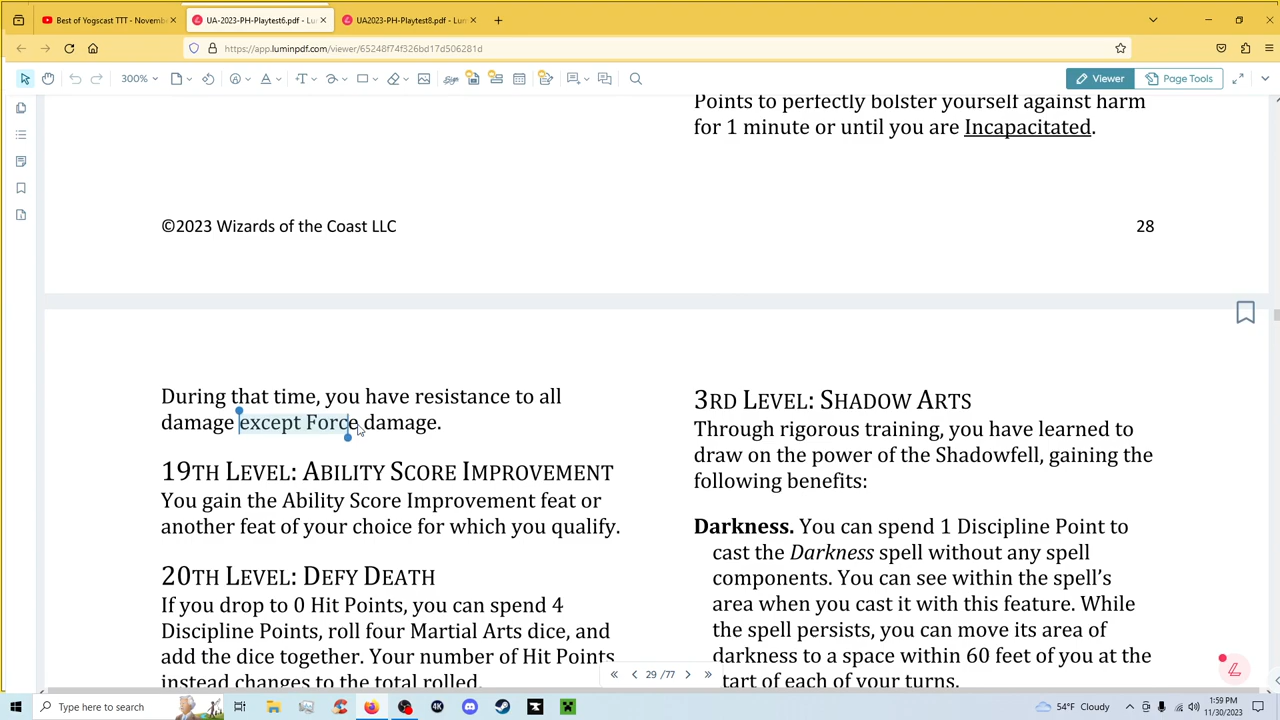 Best of Yogscast TTT - Novemb
UA-2023-PH-Playtest6.pdf - Lu
UA2023-PH-Playtest8.pdf - Lum
https://app.luminpdf.com/viewer/65248f74f326bd17d506281d
300%
Viewer
Page Tools
Points to perfectly bolster yourself against harm
for 1 minute or until you are Incapacitated.
©2023 Wizards of the Coast LLC
28
During that time, you have resistance to all
damage except Force damage.
19TH LEVEL: ABILITY SCORE IMPROVEMENT
You gain the Ability Score Improvement feat or
another feat of your choice for which you qualify.
20TH LEVEL: DEFY DEATH
If you drop to 0 Hit Points, you can spend 4
Discipline Points, roll four Martial Arts dice, and
add the dice together. Your number of Hit Points
instead changes to the total rolled.
3RD LEVEL: SHADOW ARTS
Through rigorous training, you have learned to
draw on the power of the Shadowfell, gaining the
following benefits:
Darkness. You can spend 1 Discipline Point to
cast the Darkness spell without any spell
components. You can see within the spell's
area when you cast it with this feature. While
the spell persists, you can move its area of
darkness to a space within 60 feet of you at the
start of each of your turns.
29 /77
Type here to search
54°F Cloudy
1:59 PM
11/30/2023